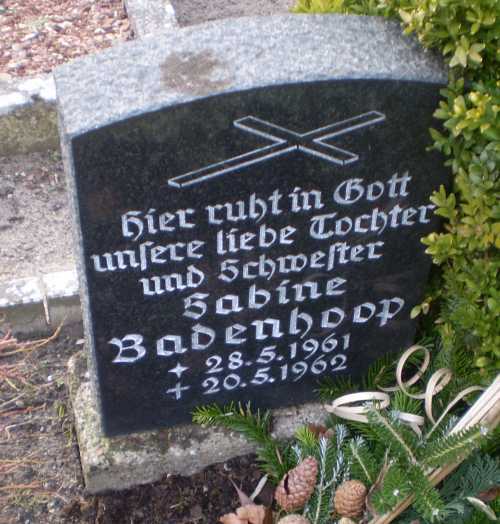 Hier ruht in Gott
unsere liebe Tochter
und Schwester
Sabine
Badenhoop
✦ 28.5.1961
✝ 20.5.1962